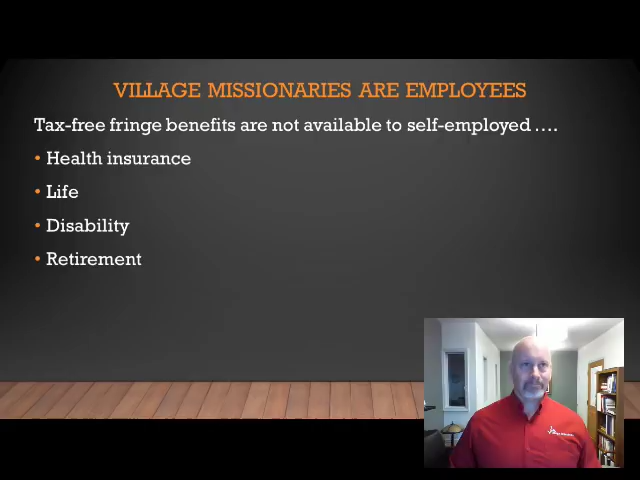 VILLAGE MISSIONARIES ARE EMPLOYEES
Tax-free fringe benefits are not available to self-employed ….
• Health insurance
• Life
• Disability
• Retirement